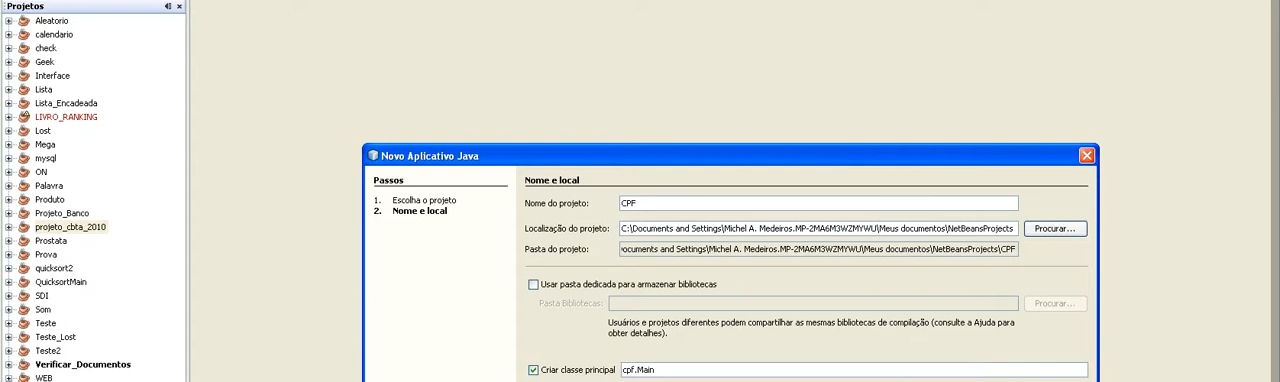 Projetos
Aleatorio
calendario
check
Geek
Interface
Lista
Lista_Encadeada
LIVRO_RANKING
Lost
Mega
mysql
ON
Palavra
Produto
Projeto_Banco
projeto_cbta_2010
Prostata
Prova
quicksort2
QuicksortMain
SDI
Som
Teste
Teste_Lost
Teste2
Verificar_Documentos
WEB
Novo Aplicativo Java
Passos
1. Escolha o projeto
2. Nome e local
Nome e local
Nome do projeto: CPF
Localização do projeto: C:\Documents and Settings\Michel A. Medeiros.MP-2MA6M3WZMYWU\Meus documentos\NetBeansProjects Procurar...
Pasta do projeto: ocuments and Settings\Michel A. Medeiros.MP-2MA6M3WZMYWU\Meus documentos\NetBeansProjects\CPF
Usar pasta dedicada para armazenar bibliotecas
Pasta Bibliotecas: Procurar...
Usuários e projetos diferentes podem compartilhar as mesmas bibliotecas de compilação (consulte a Ajuda para
obter detalhes).
Criar classe principal cpf.Main